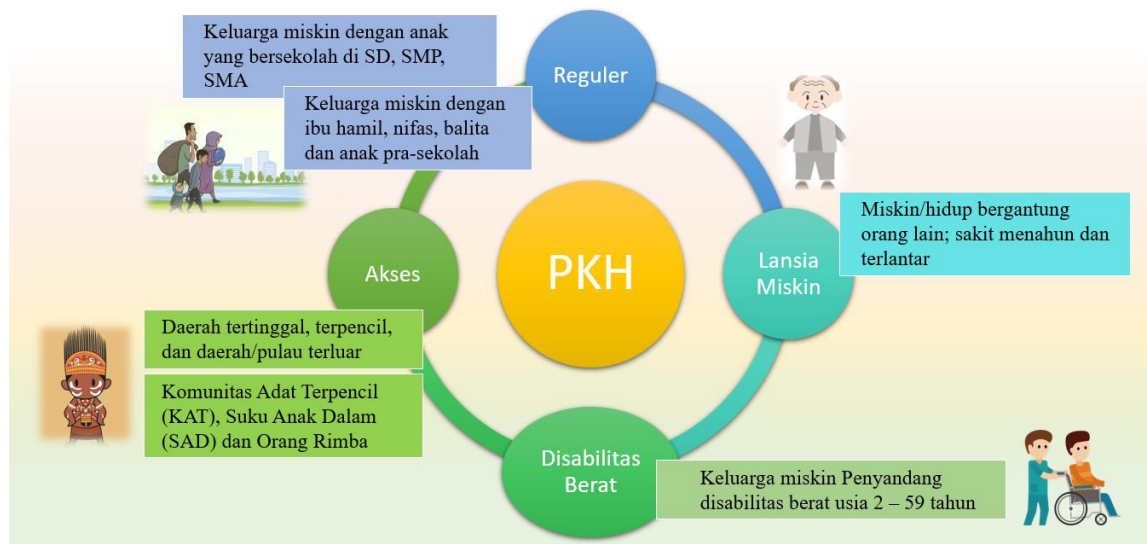 Keluarga miskin dengan anak
yang bersekolah di SD, SMP,
SMA
Keluarga miskin dengan
ibu hamil, nifas, balita
dan anak pra-sekolah
Reguler
Miskin/hidup bergantung
orang lain; sakit menahun dan
terlantar
Lansia
Miskin
PKH
Akses
Daerah tertinggal, terpencil,
dan daerah/pulau terluar
Komunitas Adat Terpencil
(KAT), Suku Anak Dalam
(SAD) dan Orang Rimba
Disabilitas
Berat
Keluarga miskin Penyandang
disabilitas berat usia 2 – 59 tahun